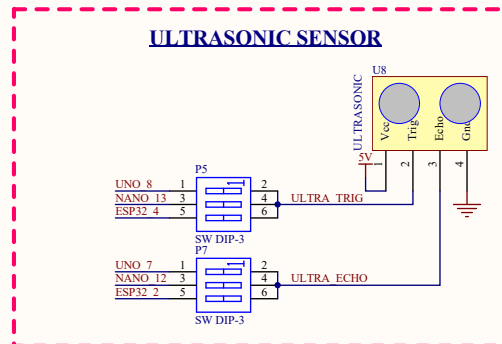 ULTRASONIC SENSOR
U8
ULTRASONIC
Vcc
Trig
Echo
Gnd
5V
1
2
3
4
P5
UNO_8 1 1 2
NANO_13 3 4 ULTRA_TRIG
ESP32_4 5 6
SW DIP-3
P7
UNO_7 1 2
NANO_12 3 4 ULTRA_ECHO
ESP32_2 5 6
SW DIP-3